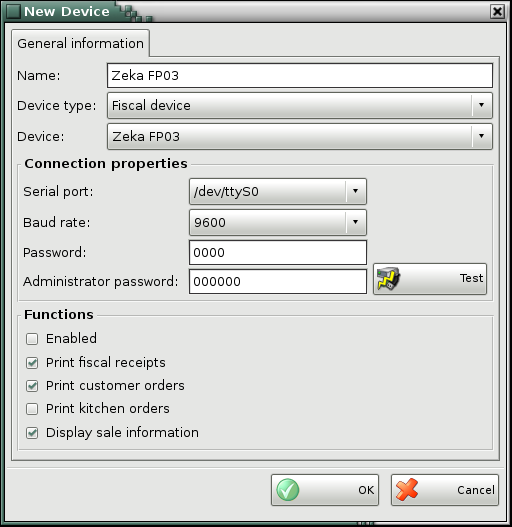 New Device
General information
Name: Zeka FP03
Device type: Fiscal device
Device: Zeka FP03
Connection properties
Serial port: /dev/ttyS0
Baud rate: 9600
Password: 0000
Administrator password: 000000 Test
Functions
Enabled
Print fiscal receipts
Print customer orders
Print kitchen orders
Display sale information
OK Cancel